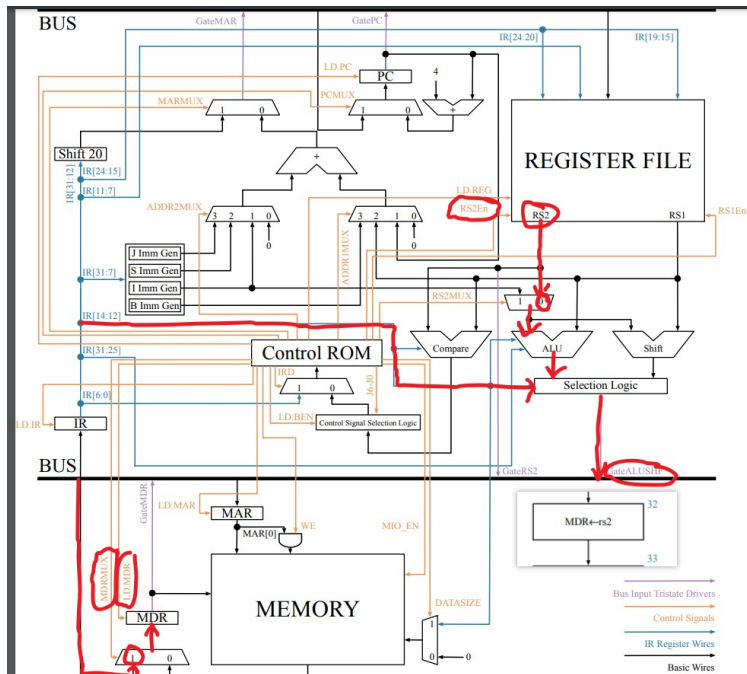 BUS
GateMAR
GatePC
IR[24:20]
IR[19:15]
LD.PC
PC
4
MARMUX
PCMUX
1 0
1 0
+
Shift 20
IR[31:12]
IR[24:15]
IR[11:7]
+
REGISTER FILE
LD.REG
RS2En
RS2
RS1
RS1En
ADDR2MUX
3 2 1 0
ADDR1MUX
3 2 1 0
0
0
J Imm Gen
S Imm Gen
I Imm Gen
B Imm Gen
IR[31:7]
RS2MUX
1 0
IR[14:12]
Control ROM
Compare
ALU
Shift
IR[31:25]
IRD
1 0
J6-J0
Selection Logic
IR[6:0]
LD.IR
IR
LD.BEN
Control Signal Selection Logic
BUS
GateMDR
GateRS2
GateALUSHF
LD.MAR
MAR
MAR[0]
WE
MIO_EN
32
MDR←rs2
33
MDRMUX
LD.MDR
MDR
MEMORY
DATASIZE
1
0
0
1 0
Bus Input Tristate Drivers
Control Signals
IR Register Wires
Basic Wires